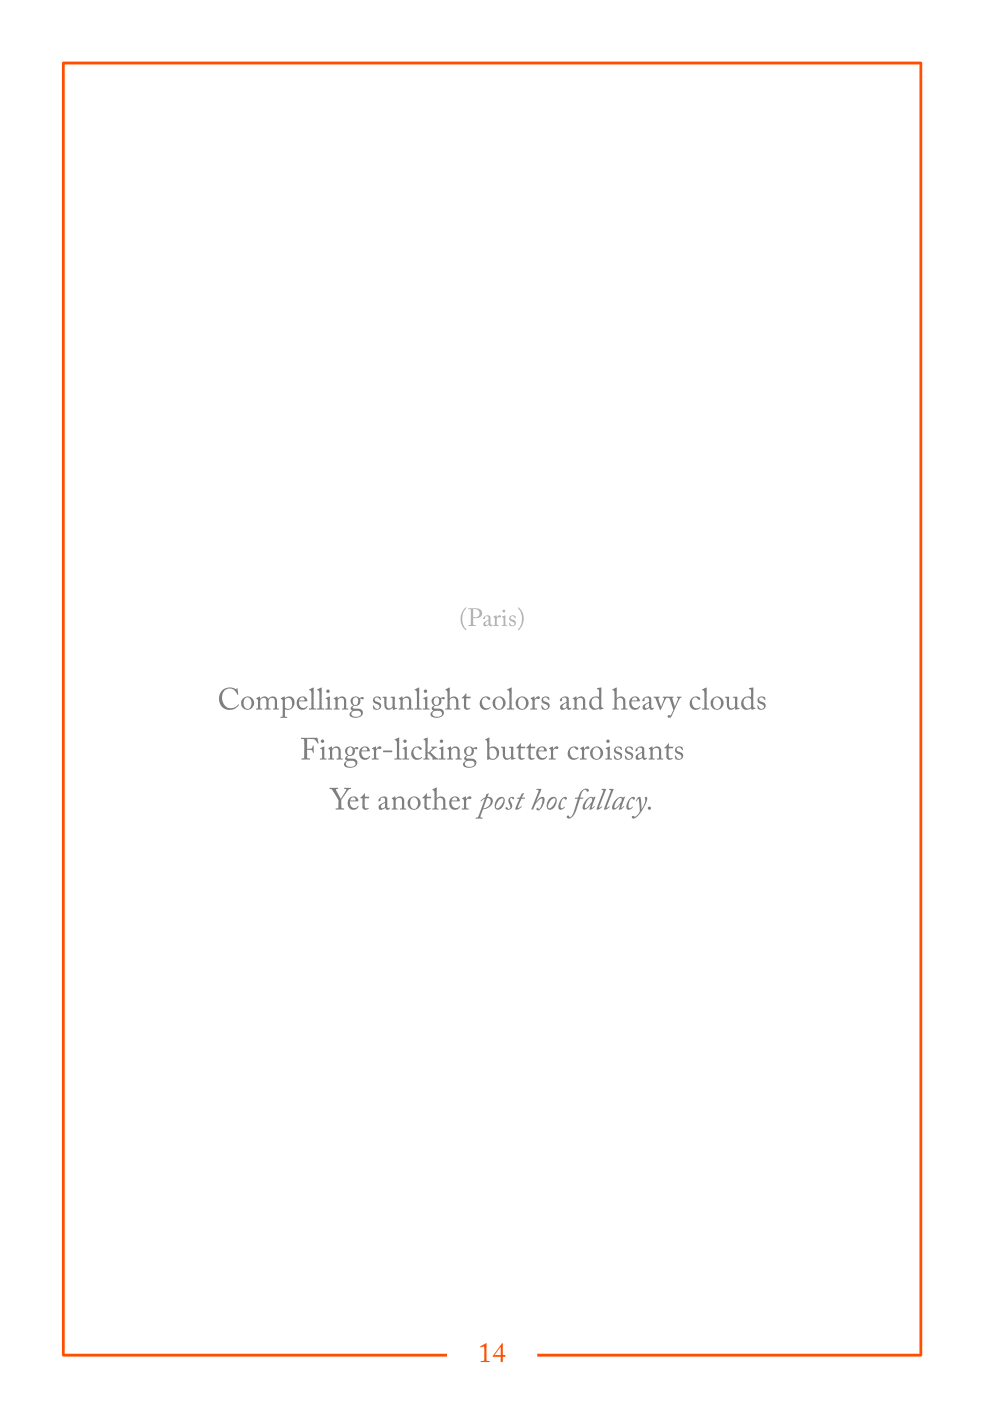 (Paris)
Compelling sunlight colors and heavy clouds
Finger-licking butter croissants
Yet another post hoc fallacy.
14